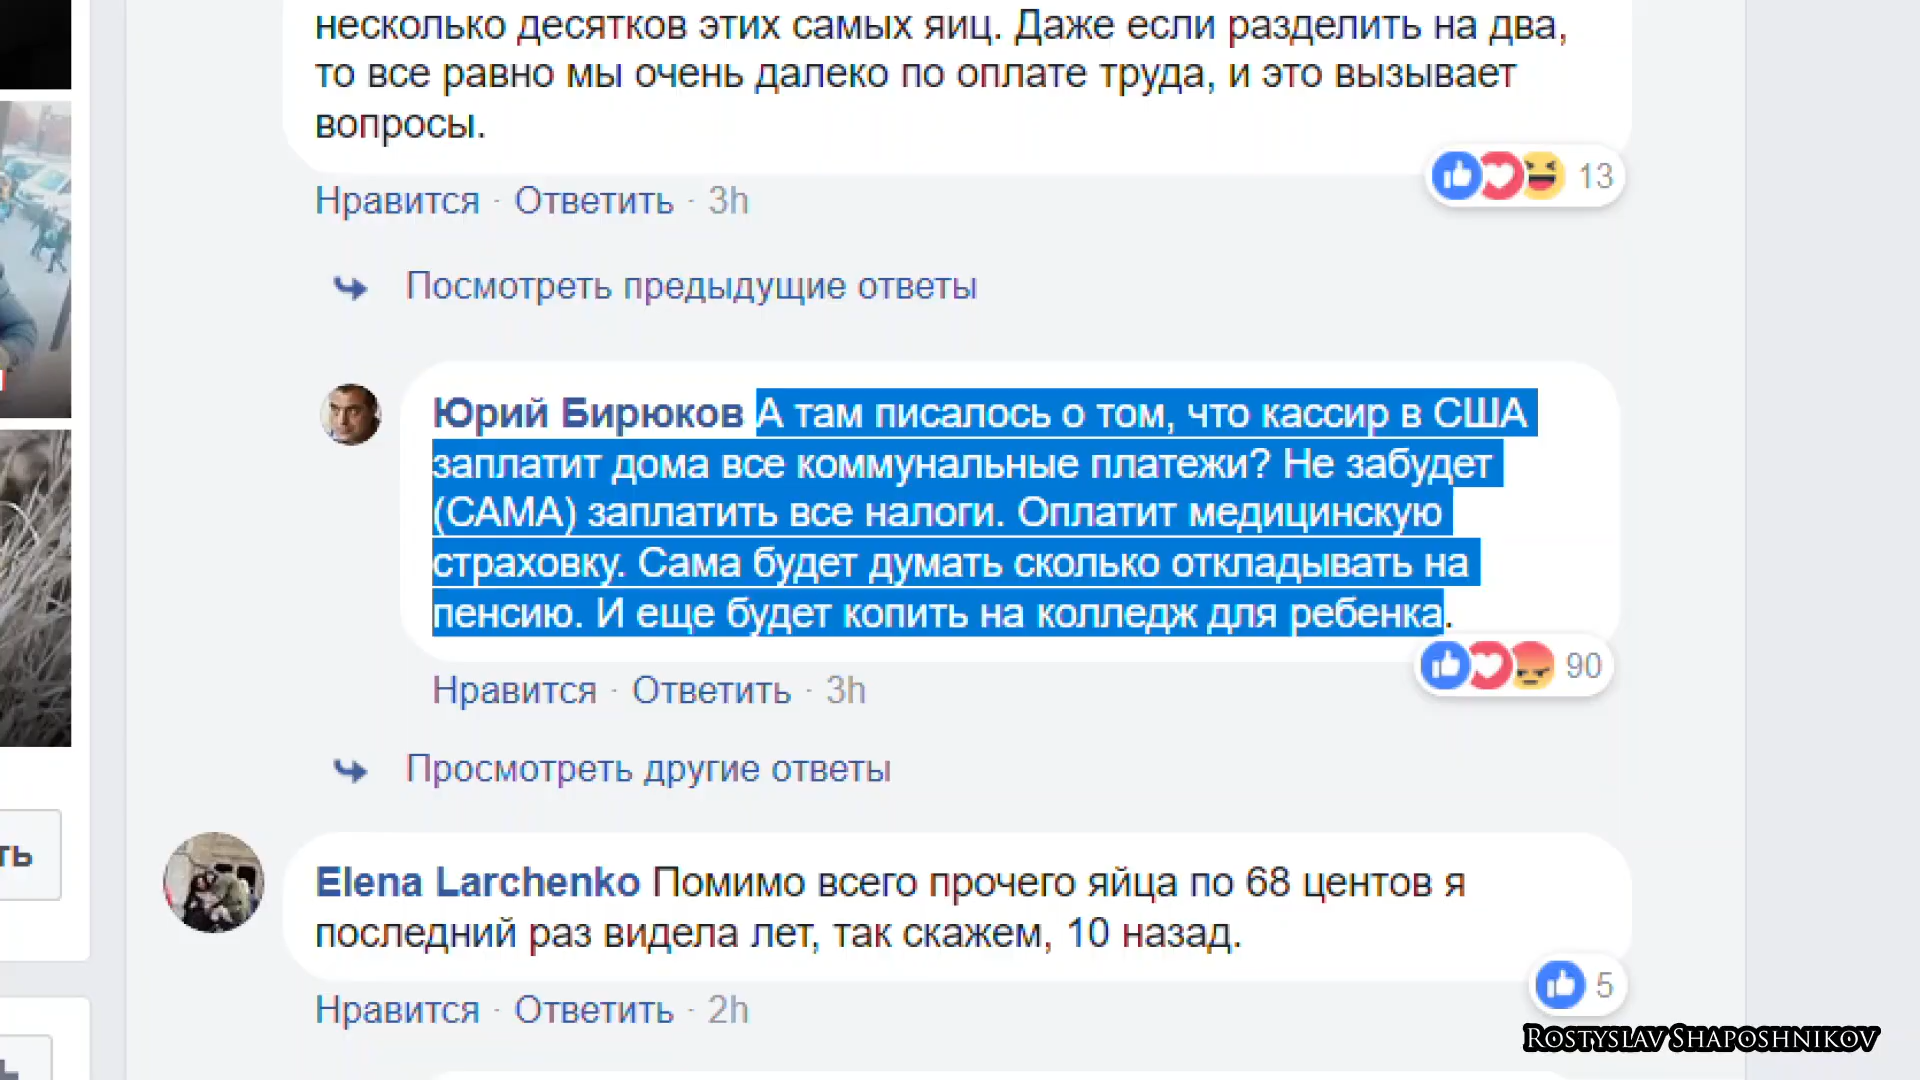 несколько десятков этих самых яиц. Даже если разделить на два,
то все равно мы очень далеко по оплате труда, и это вызывает
вопросы.
13
Нравится · Ответить · 3h
Посмотреть предыдущие ответы
Юрий Бирюков А там писалось о том, что кассир в США
заплатит дома все коммунальные платежи? Не забудет
(САМА) заплатить все налоги. Оплатит медицинскую
страховку. Сама будет думать сколько откладывать на
пенсию. И еще будет копить на колледж для ребенка.
90
Нравится · Ответить · 3h
Просмотреть другие ответы
ть
Elena Larchenko Помимо всего прочего яйца по 68 центов я
последний раз видела лет, так скажем, 10 назад.
5
Нравится · Ответить · 2h
Rostyslav Shaposhnikov